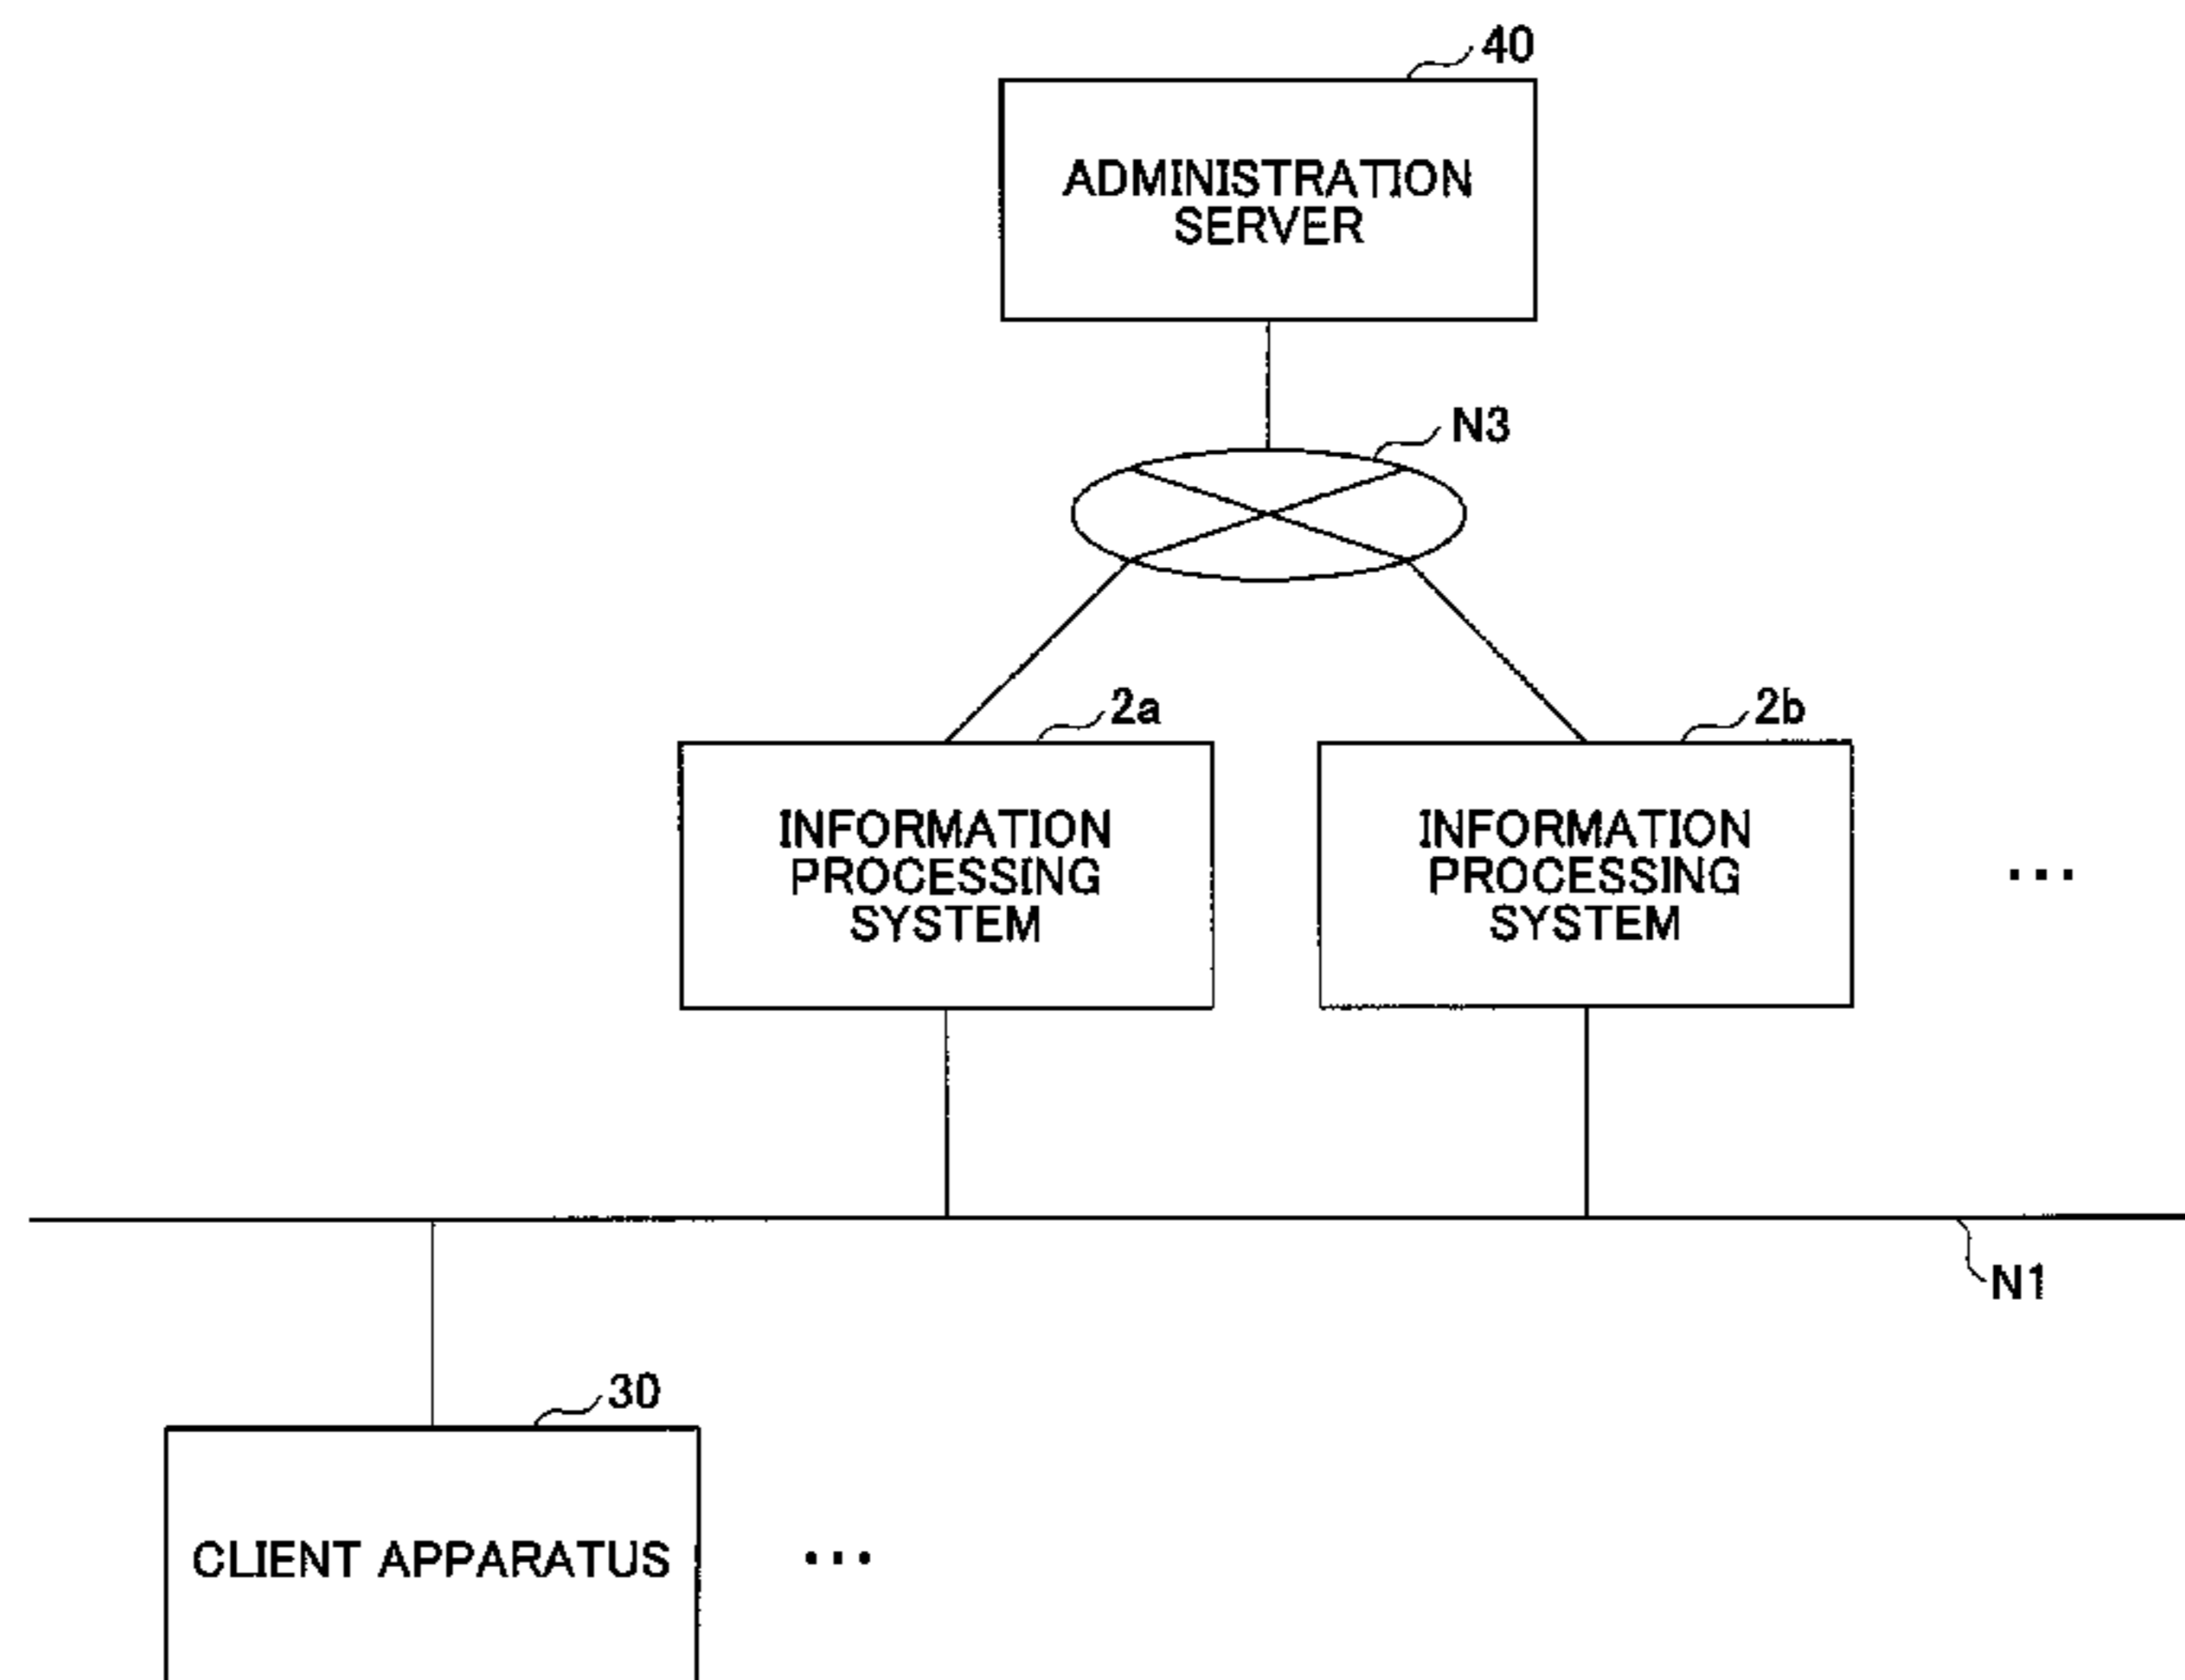 40
ADMINISTRATION
SERVER
N3
2a
2b
INFORMATION
PROCESSING
SYSTEM
INFORMATION
PROCESSING
SYSTEM
...
N1
30
CLIENT APPARATUS
...